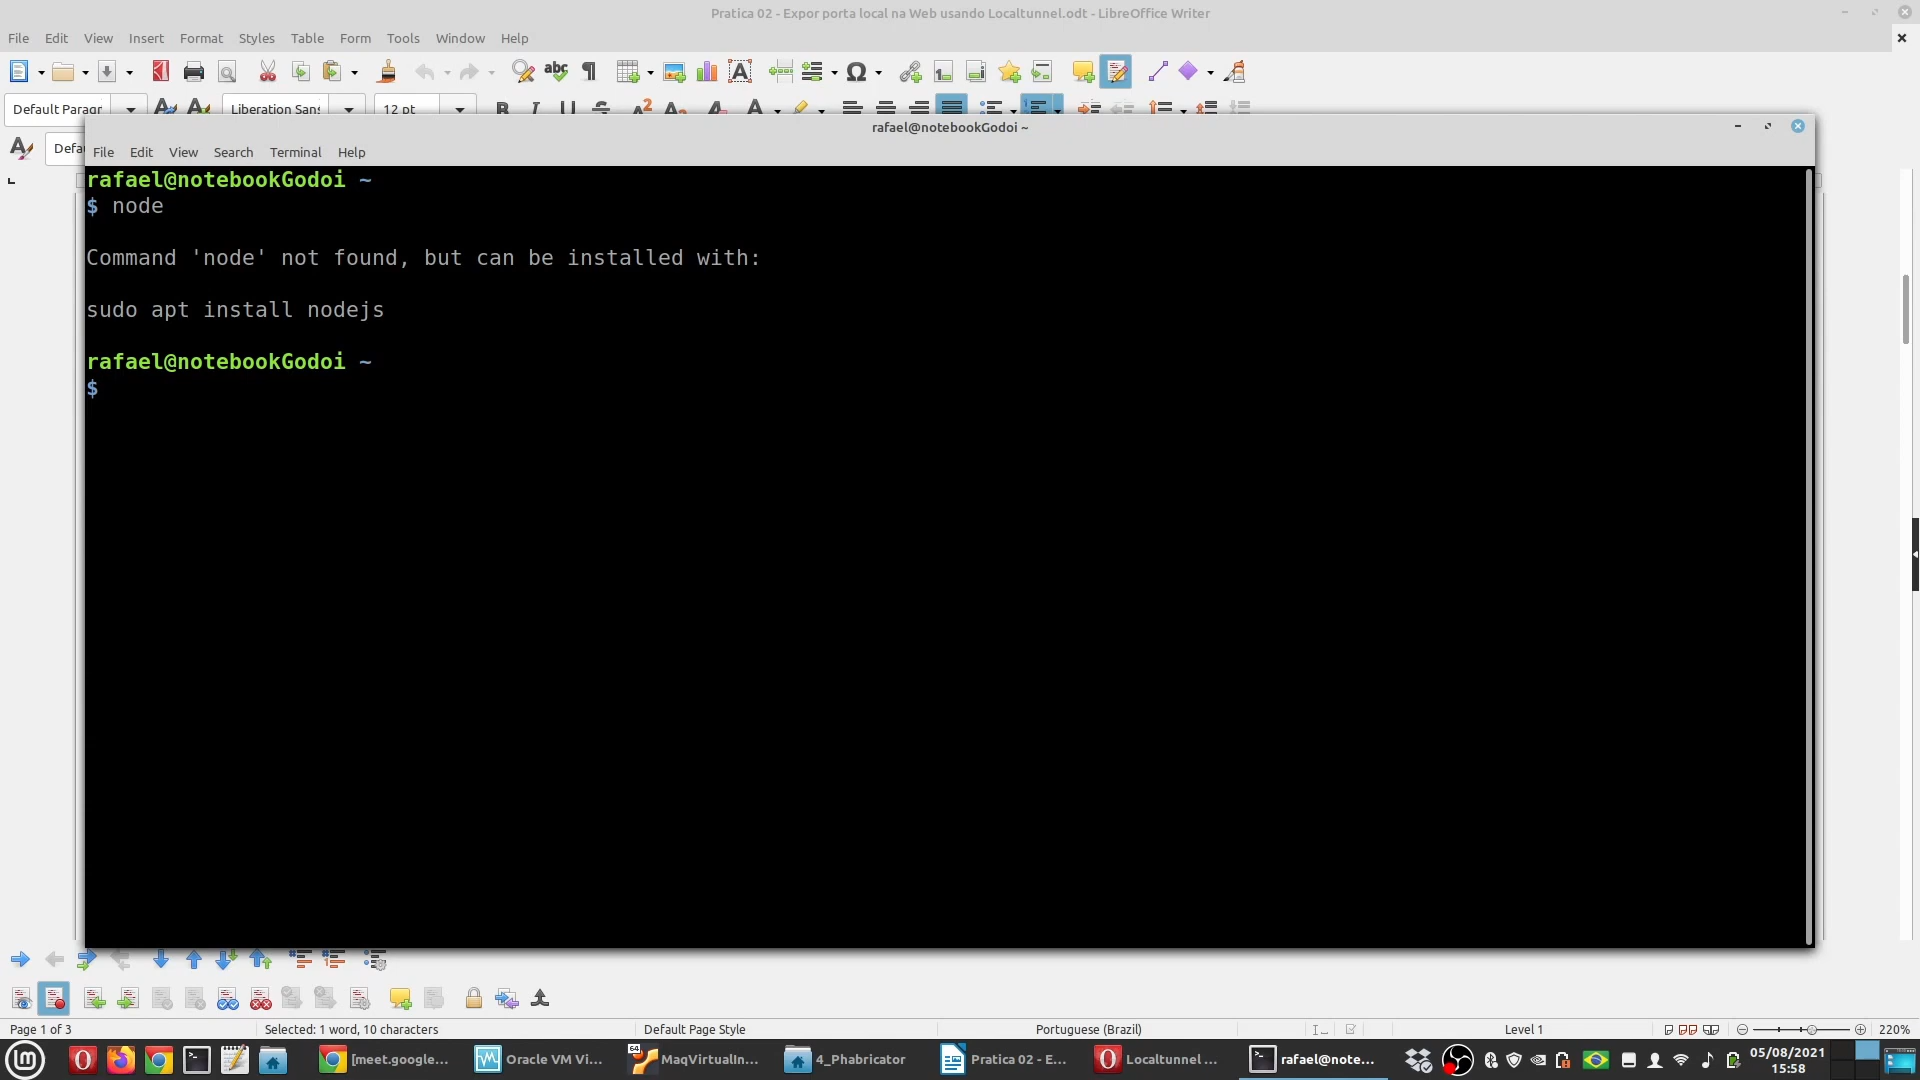 Pratica 02 - Expor porta local na Web usando Localtunnel.odt - LibreOffice Writer
File Edit View Insert Format Styles Table Form Tools Window Help
Default Paragr Liberation Sans 12 pt
rafael@notebookGodoi ~
Defa
File Edit View Search Terminal Help
rafael@notebookGodoi ~
$ node
Command 'node' not found, but can be installed with:
sudo apt install nodejs
rafael@notebookGodoi ~
$
Page 1 of 3 Selected: 1 word, 10 characters Default Page Style Portuguese (Brazil) Level 1 220%
[meet.google... Oracle VM Vi... MaqVirtualIn... 4_Phabricator Pratica 02 - E... Localtunnel ... rafael@note... 05/08/2021
15:58